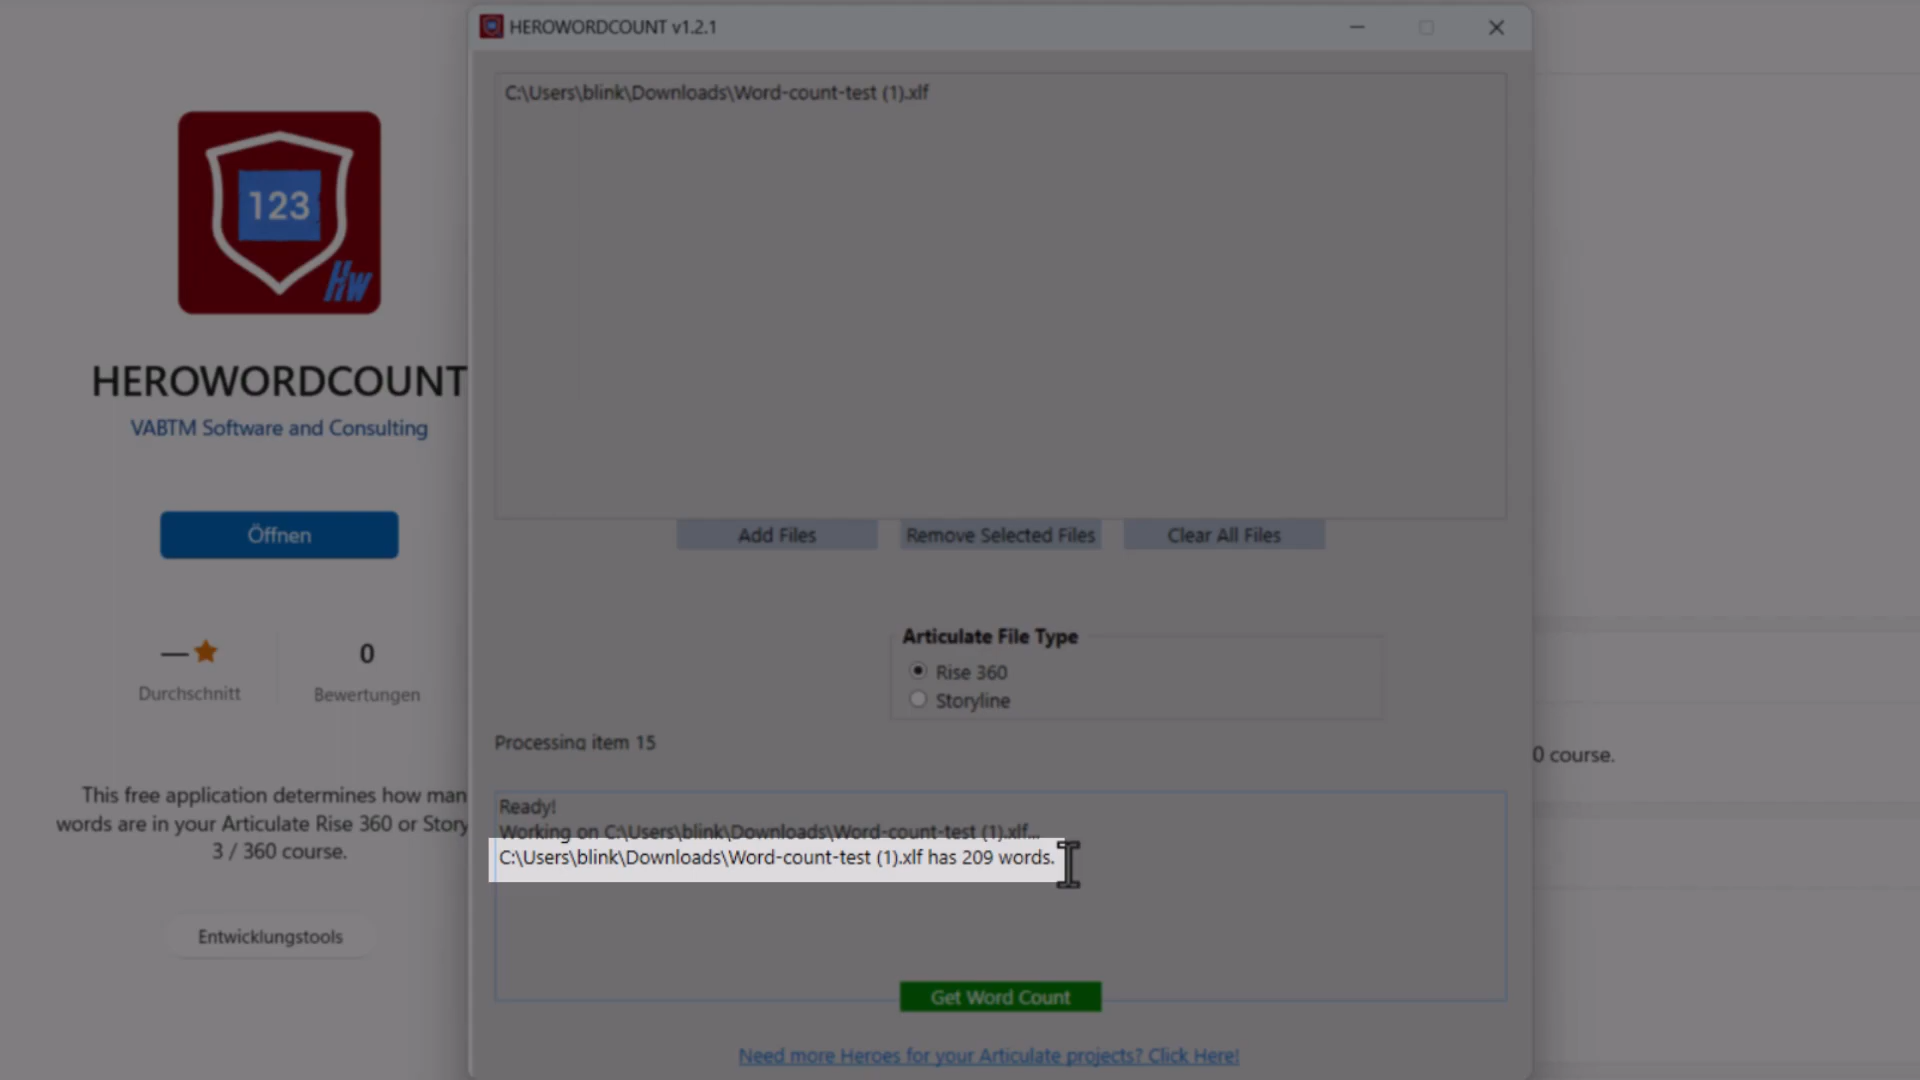 HEROWORDCOUNT v1.2.1
C:\Users\blink\Downloads\Word-count-test (1).xlf
123
Hw
HEROWORDCOUNT
VABTM Software and Consulting
Öffnen
—
0
Durchschnitt
Bewertungen
This free application determines how man
words are in your Articulate Rise 360 or Story
3 / 360 course.
Entwicklungstools
Add Files
Remove Selected Files
Clear All Files
Articulate File Type
Rise 360
Storyline
Processing item 15
0 course.
Ready!
Working on C:\Users\blink\Downloads\Word-count-test (1).xlf...
C:\Users\blink\Downloads\Word-count-test (1).xlf has 209 words.
Get Word Count
Need more Heroes for your Articulate projects? Click Here!